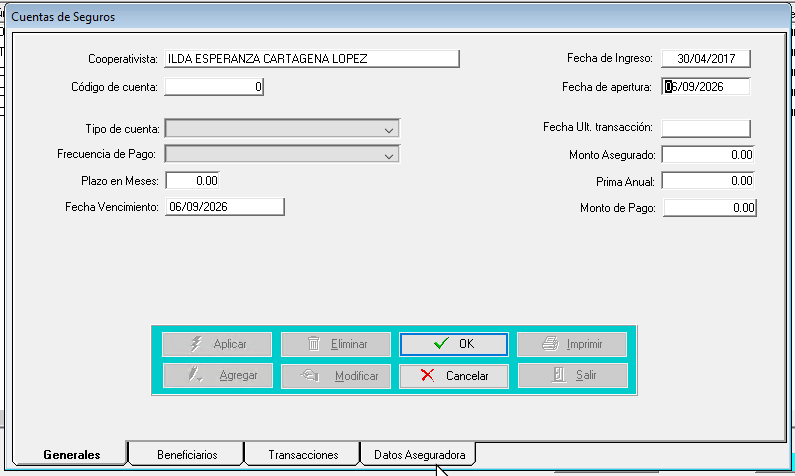 Cuentas de Seguros
Cooperativista: ILDA ESPERANZA CARTAGENA LOPEZ
Fecha de Ingreso: 30/04/2017
Código de cuenta: 0
Fecha de apertura: 06/09/2026
Tipo de cuenta:
Fecha Ult. transacción:
Frecuencia de Pago:
Monto Asegurado: 0.00
Plazo en Meses: 0.00
Prima Anual: 0.00
Fecha Vencimiento: 06/09/2026
Monto de Pago: 0.00
Aplicar Eliminar OK Imprimir
Agregar Modificar Cancelar Salir
Generales Beneficiarios Transacciones Datos Aseguradora